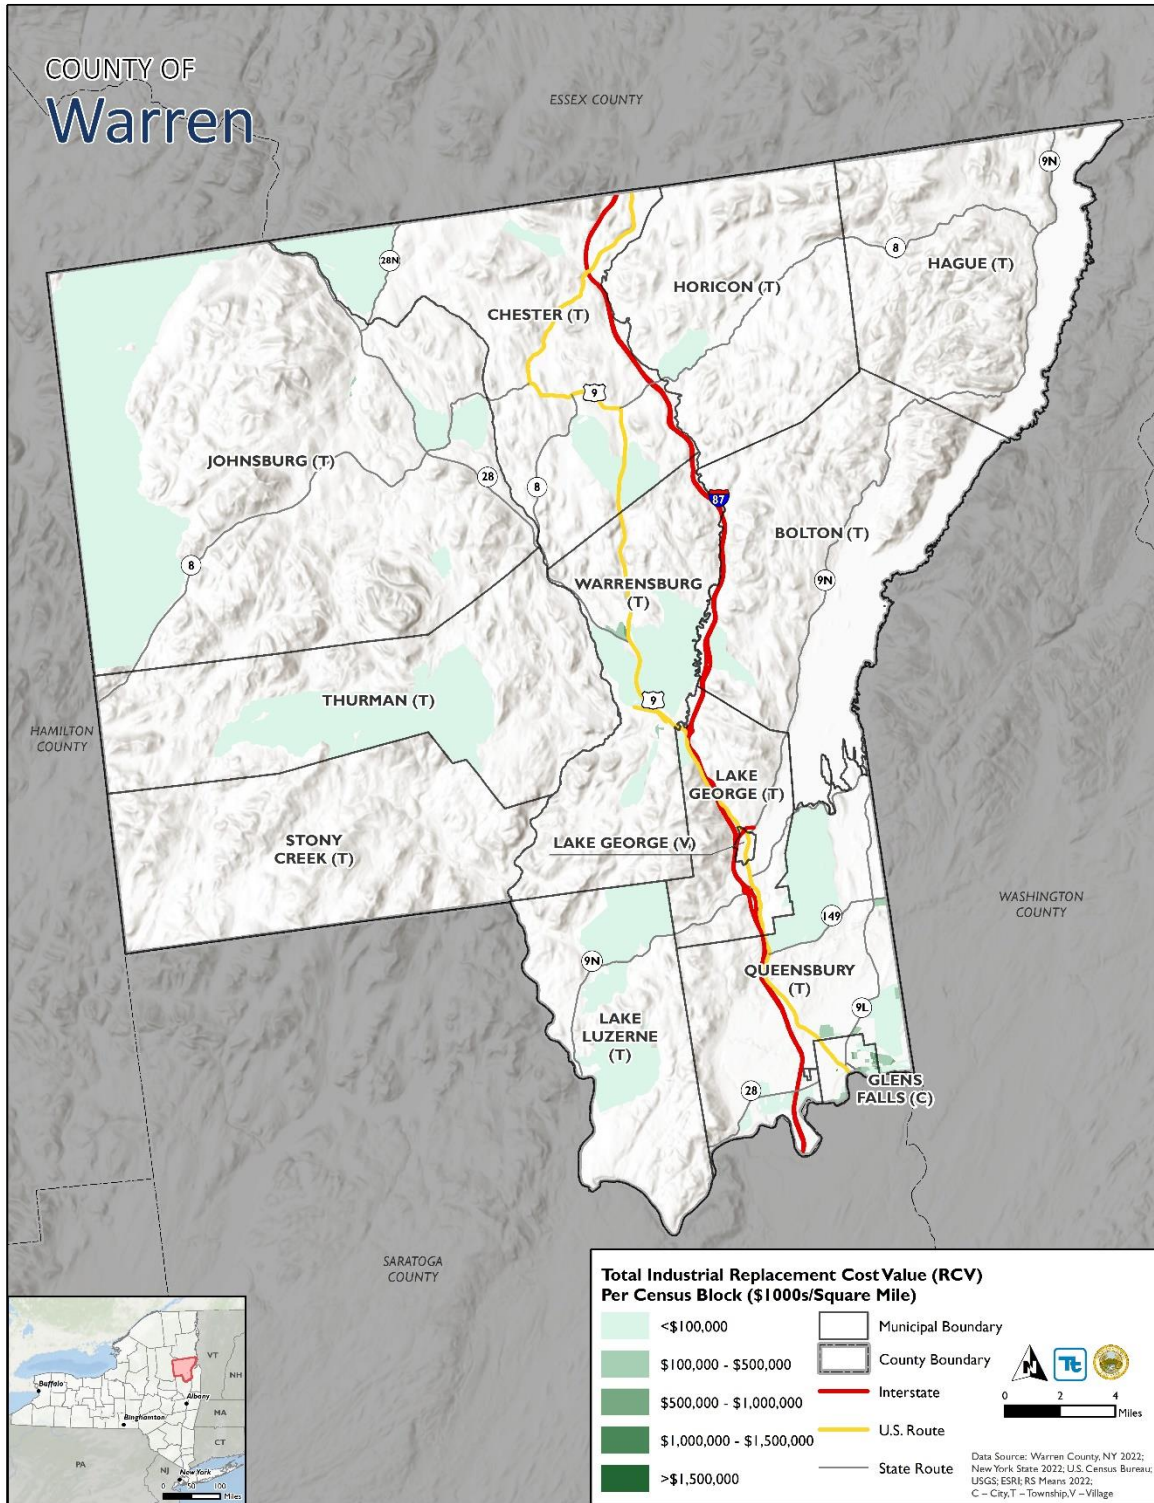 COUNTY OF
Warren
ESSEX COUNTY
9N
28N
8
HAGUE (T)
HORICON (T)
CHESTER (T)
9
JOHNSBURG (T)
28
8
87
BOLTON (T)
8
WARRENSBURG
(T)
9N
THURMAN (T)
9
HAMILTON
COUNTY
LAKE
GEORGE (T)
STONY
CREEK (T)
LAKE GEORGE (V)
WASHINGTON
COUNTY
149
9N
QUEENSBURY
(T)
9L
LAKE
LUZERNE
(T)
28
GLENS
FALLS (C)
SARATOGA
COUNTY
Total Industrial Replacement Cost Value (RCV)
Per Census Block ($1000s/Square Mile)
<$100,000
$100,000 - $500,000
$500,000 - $1,000,000
$1,000,000 - $1,500,000
>$1,500,000
Municipal Boundary
County Boundary
Interstate
U.S. Route
State Route
N
Tt
0 2 4
Miles
Data Source: Warren County, NY 2022;
New York State 2022; U.S. Census Bureau;
USGS; ESRI; RS Means 2022;
C – City, T – Township, V – Village
VT
NH
Buffalo
Albany
MA
Binghamton
CT
PA
NJ
New York
0 50 100
Miles